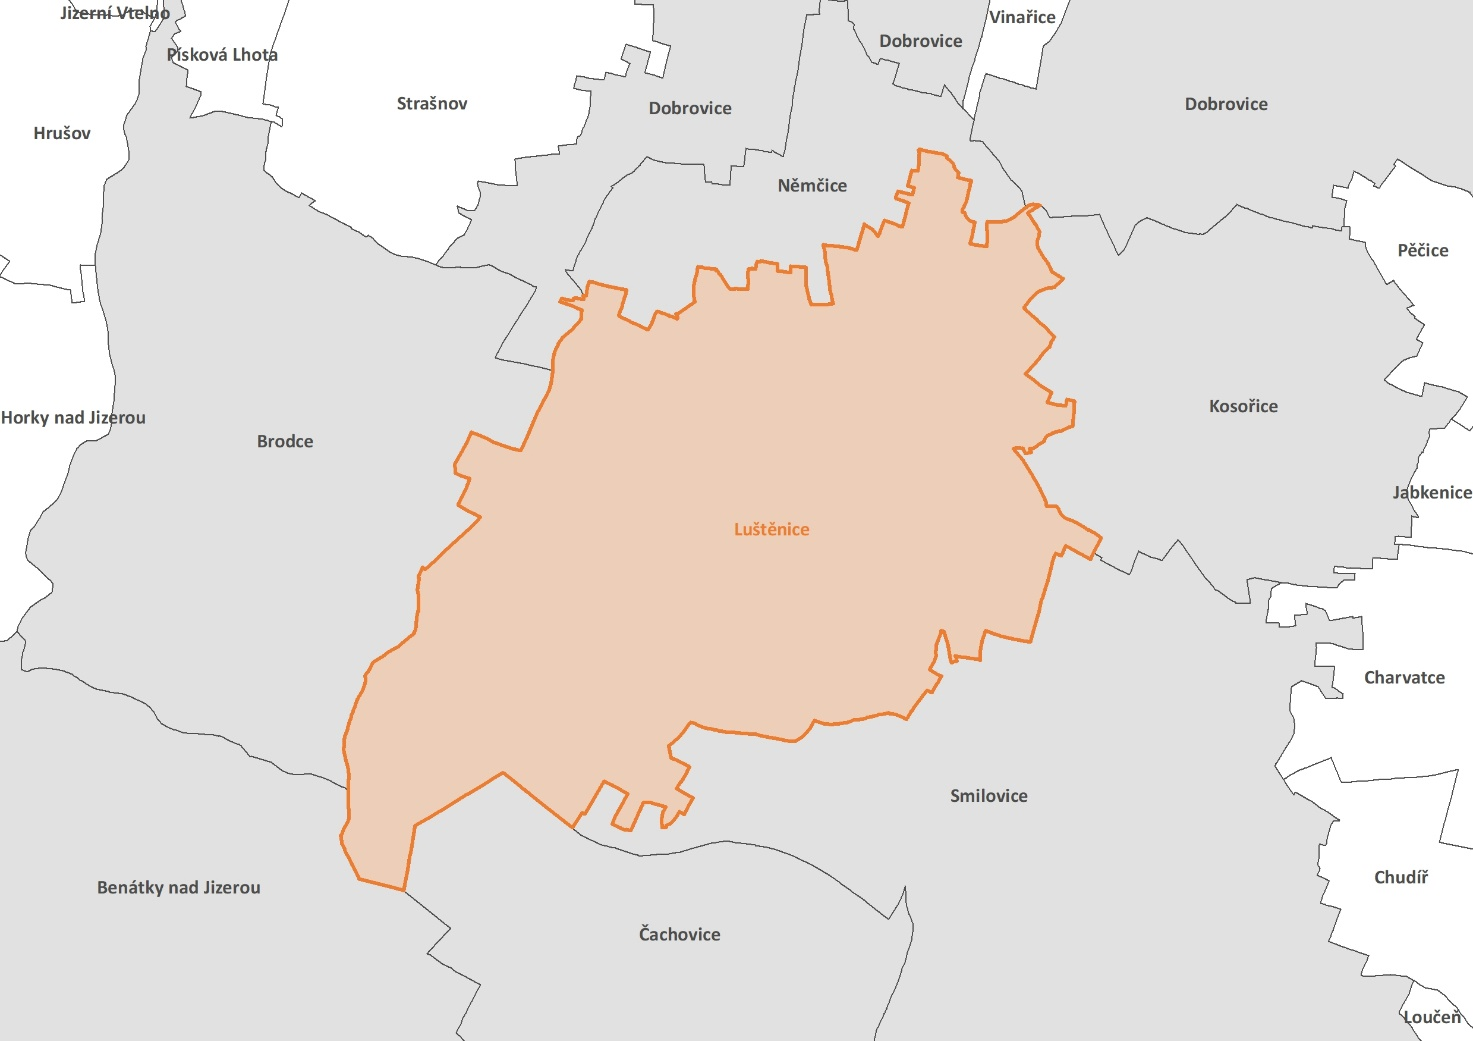 Jizerní Vtelno
Vinařice
Dobrovice
Písková Lhota
Strašnov
Dobrovice
Dobrovice
Hrušov
Němčice
Pěčice
Kosořice
Horky nad Jizerou
Brodce
Jabkenice
Luštěnice
Charvatce
Smilovice
Chudíř
Benátky nad Jizerou
Čachovice
Loučeň